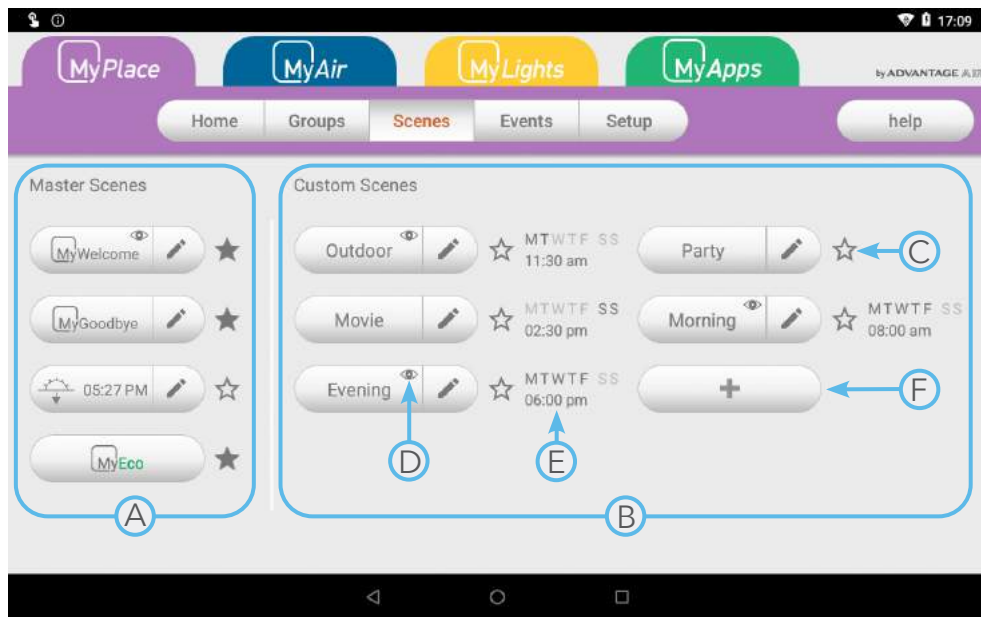 17:09
MyPlace MyAir MyLights MyApps by ADVANTAGE
Home Groups Scenes Events Setup help
Master Scenes
MyWelcome
MyGoodbye
05:27 PM
MyEco
A
Custom Scenes
Outdoor MTWTF SS
11:30 am
Party C
Movie MTWTF SS
02:30 pm
Morning MTWTF SS
08:00 am
Evening MTWTF SS
06:00 pm
F
D E
B